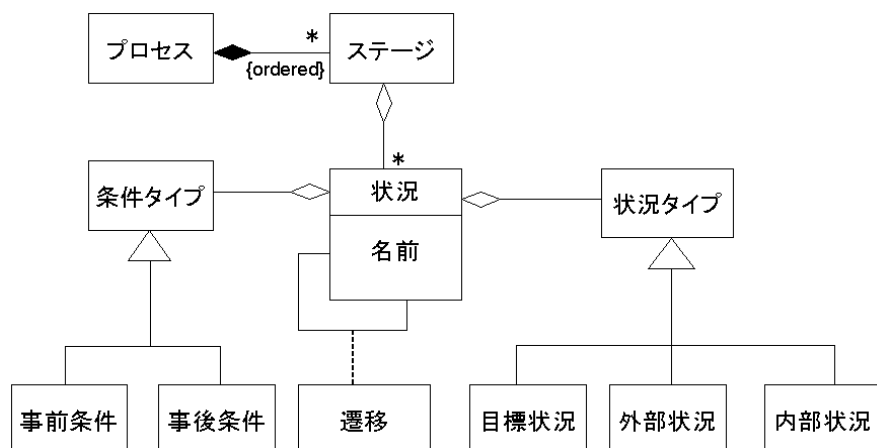 プロセス
*
{ordered}
ステージ
*
条件タイプ
状況
名前
状況タイプ
事前条件
事後条件
遷移
目標状況
外部状況
内部状況